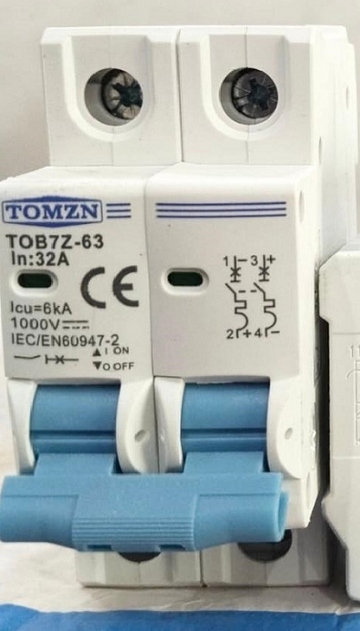 TOMZN
TOB7Z-63
In:32A
CE
Icu=6kA
1000V
IEC/EN60947-2
▲I ON
▼O OFF
1 - 3 +
2 + 4 -